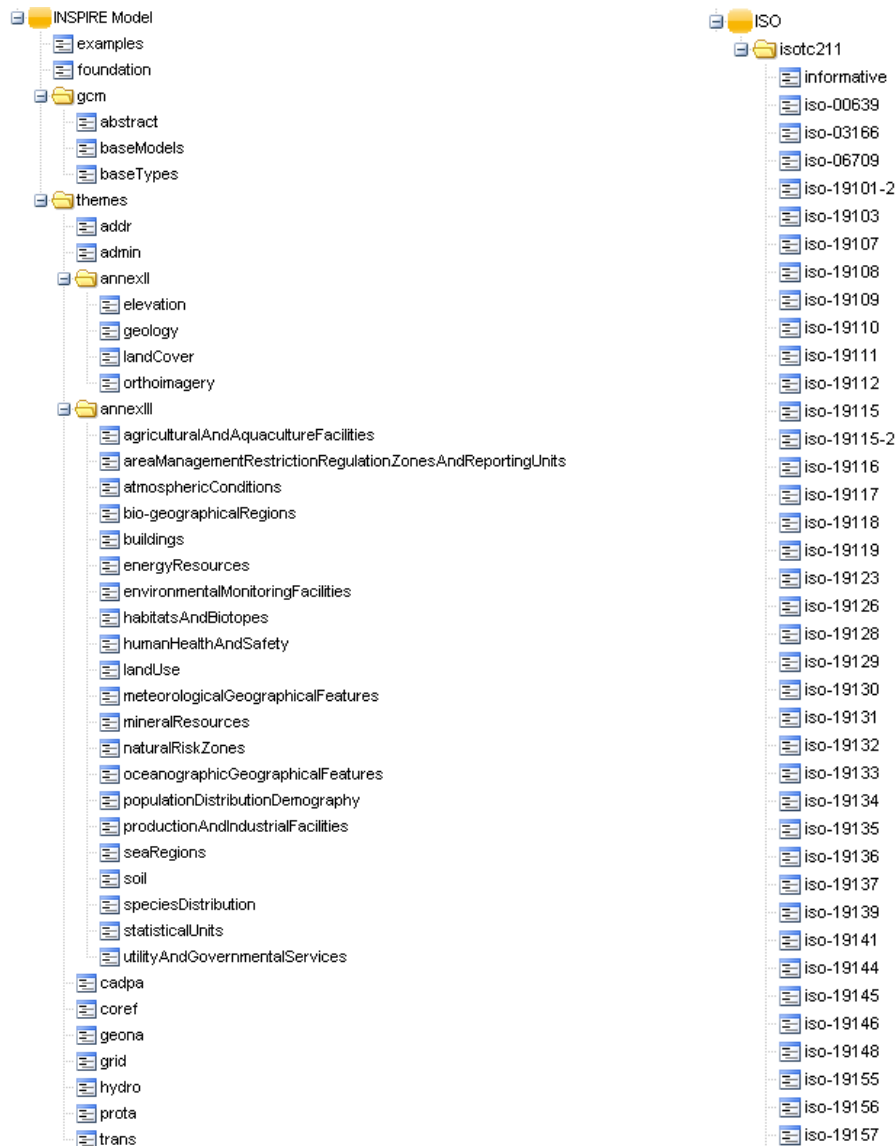 INSPIRE Model
examples
foundation
gcm
abstract
baseModels
baseTypes
themes
addr
admin
annexII
elevation
geology
landCover
orthoimagery
annexIII
agriculturalAndAquacultureFacilities
areaManagementRestrictionRegulationZonesAndReportingUnits
atmosphericConditions
bio-geographicalRegions
buildings
energyResources
environmentalMonitoringFacilities
habitatsAndBiotopes
humanHealthAndSafety
landUse
meteorologicalGeographicalFeatures
mineralResources
naturalRiskZones
oceanographicGeographicalFeatures
populationDistributionDemography
productionAndIndustrialFacilities
seaRegions
soil
speciesDistribution
statisticalUnits
utilityAndGovernmentalServices
cadpa
coref
geona
grid
hydro
prota
trans
ISO
isotc211
informative
iso-00639
iso-03166
iso-06709
iso-19101-2
iso-19103
iso-19107
iso-19108
iso-19109
iso-19110
iso-19111
iso-19112
iso-19115
iso-19115-2
iso-19116
iso-19117
iso-19118
iso-19119
iso-19123
iso-19126
iso-19128
iso-19129
iso-19130
iso-19131
iso-19132
iso-19133
iso-19134
iso-19135
iso-19136
iso-19137
iso-19139
iso-19141
iso-19144
iso-19145
iso-19146
iso-19148
iso-19155
iso-19156
iso-19157